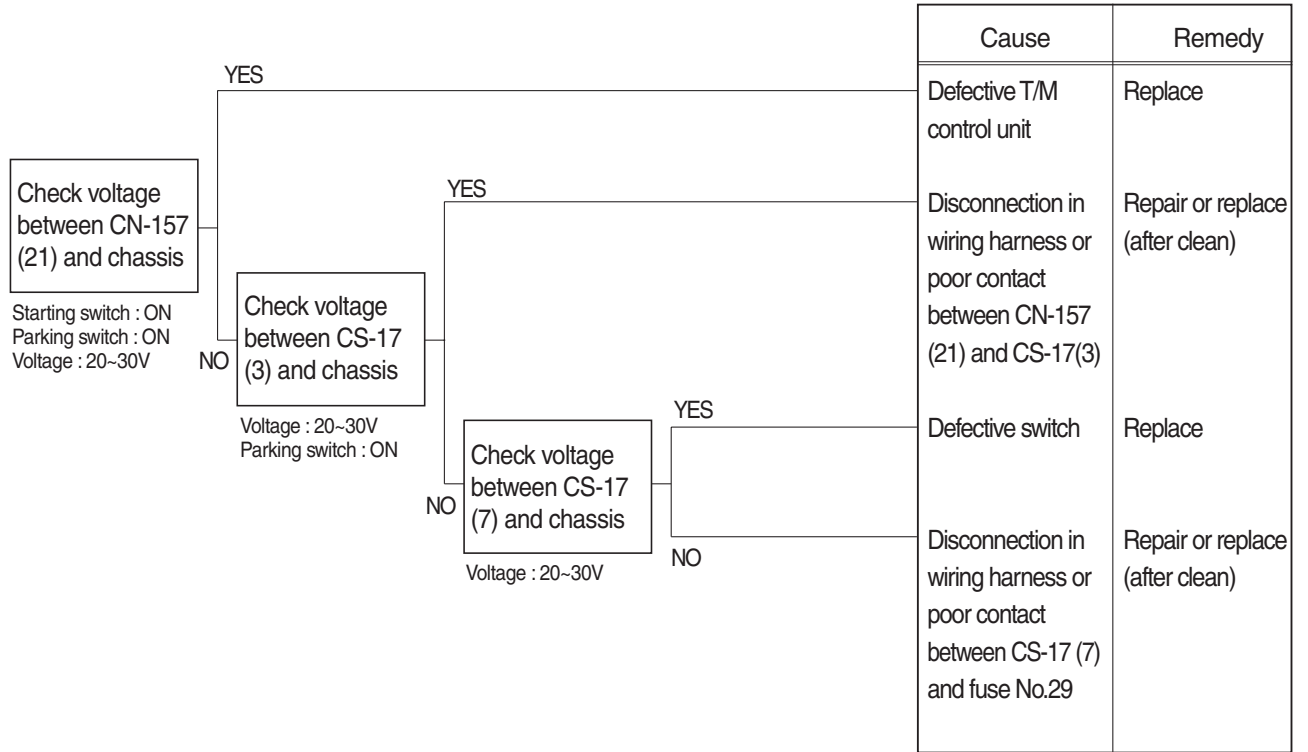 Cause
Remedy
YES
Defective T/M
control unit
Replace
Check voltage
between CN-157
(21) and chassis
Starting switch : ON
Parking switch : ON
Voltage : 20~30V
YES
Disconnection in
wiring harness or
poor contact
between CN-157
(21) and CS-17(3)
Repair or replace
(after clean)
NO
Check voltage
between CS-17
(3) and chassis
Voltage : 20~30V
Parking switch : ON
YES
Defective switch
Replace
NO
Check voltage
between CS-17
(7) and chassis
Voltage : 20~30V
NO
Disconnection in
wiring harness or
poor contact
between CS-17 (7)
and fuse No.29
Repair or replace
(after clean)